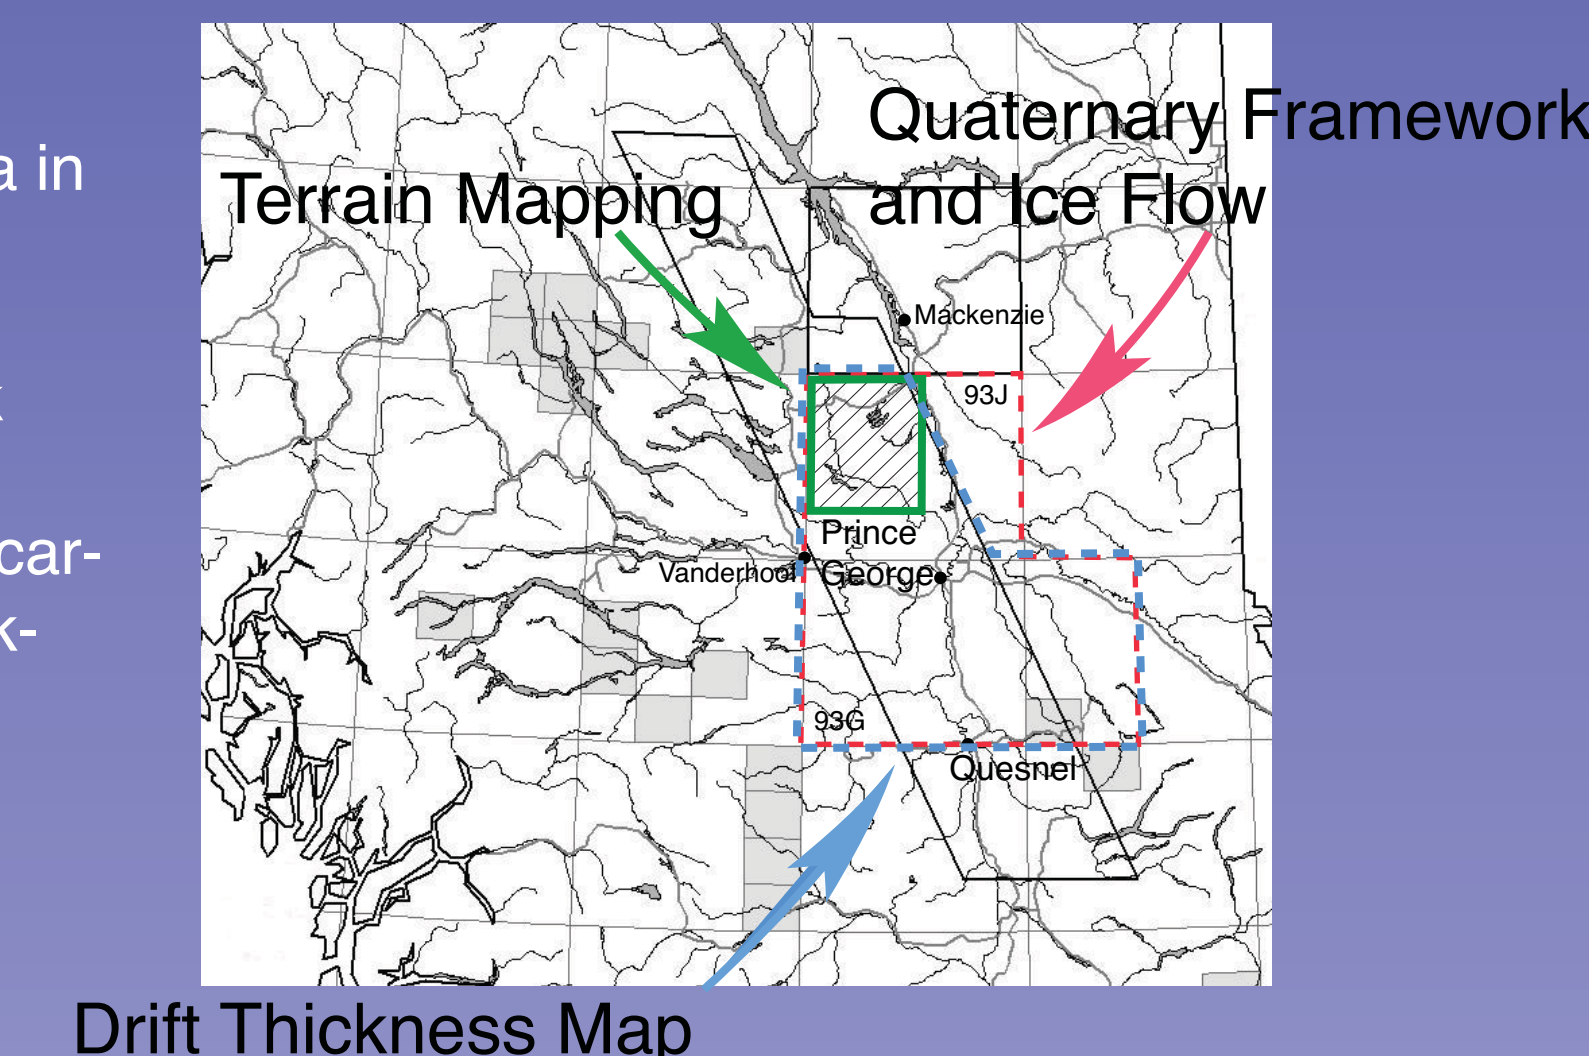 a in
car-
k-
Quaternary Framework
and Ice Flow
Terrain Mapping
Mackenzie
93J
Prince
George
Vanderhoof
93G
Quesnel
Drift Thickness Map